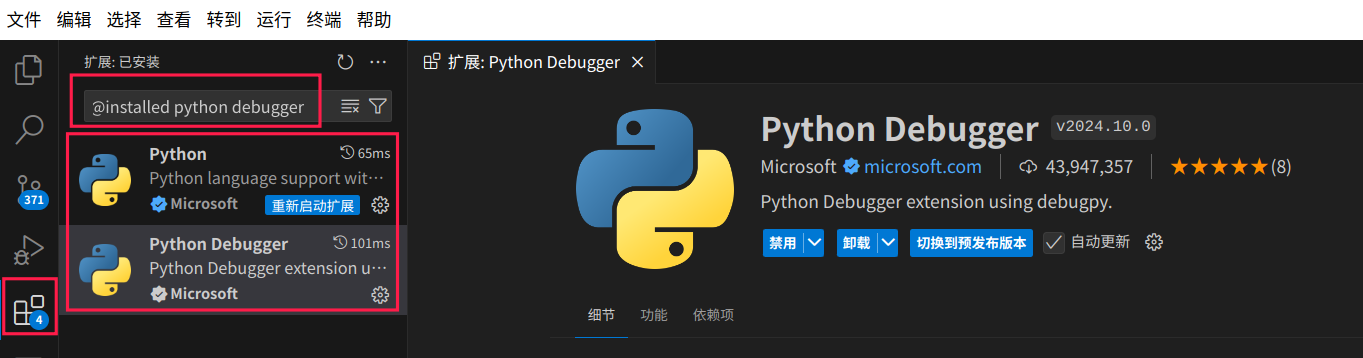 文件 编辑 选择 查看 转到 运行 终端 帮助
扩展: 已安装
@installed python debugger
Python 65ms
Python language support wit···
Microsoft 重新启动扩展
Python Debugger 101ms
Python Debugger extension u···
Microsoft
371
4
扩展: Python Debugger
Python Debugger v2024.10.0
Microsoft microsoft.com 43,947,357 (8)
Python Debugger extension using debugpy.
禁用 卸载 切换到预发布版本 自动更新
细节 功能 依赖项